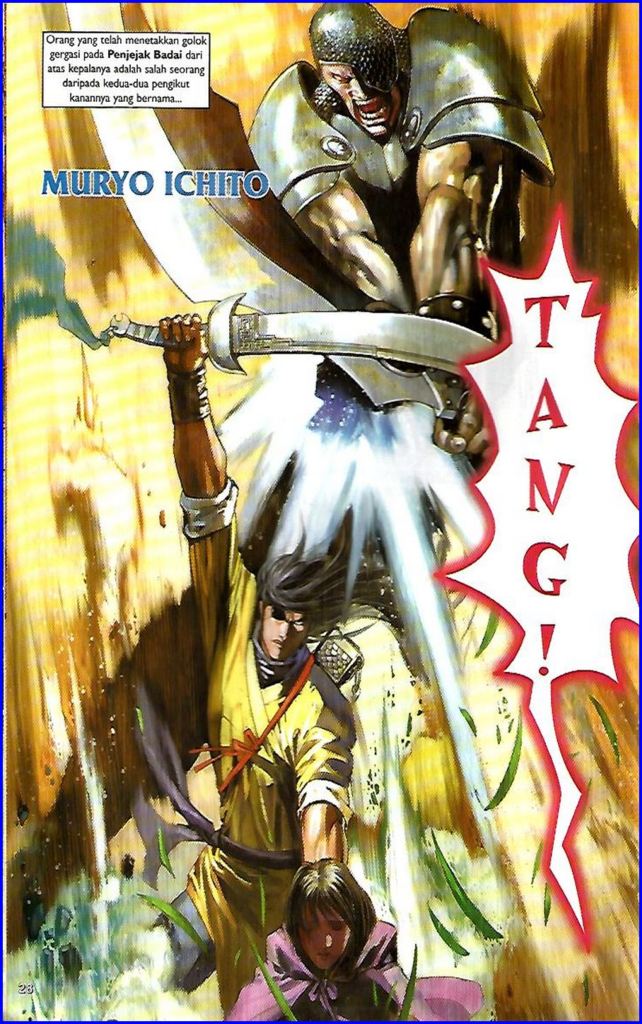 Orang yang telah menetakkan golok
gergasi pada Penjejak Badai dari
atas kepalanya adalah salah seorang
daripada kedua-dua pengikut
kanannya yang bernama...
MURYO ICHITO
TANG!
28